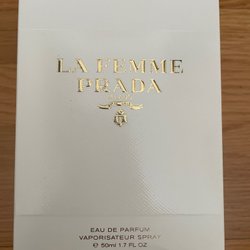 LA FEMME
PRADA
EAU DE PARFUM
VAPORISATEUR SPRAY
℮ 50ml 1.7 FL OZ